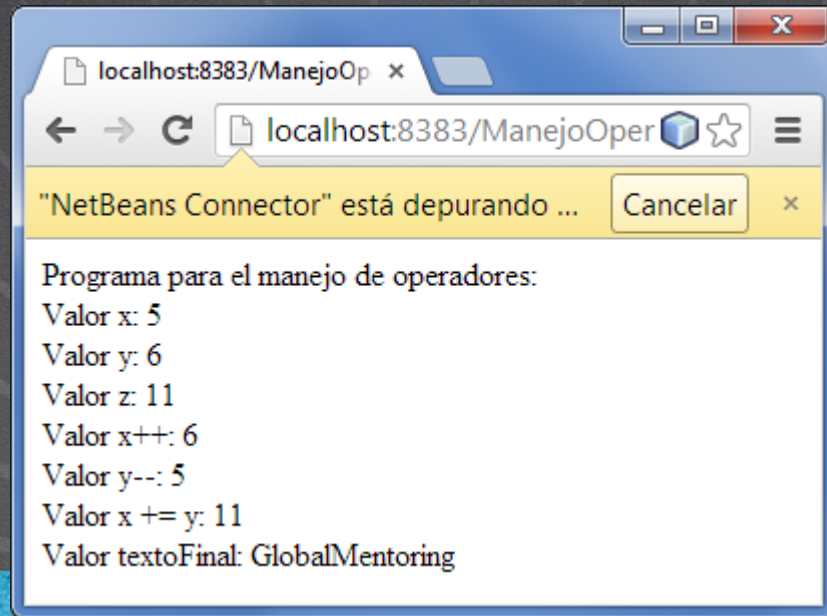 localhost:8383/ManejoOp
localhost:8383/ManejoOper
"NetBeans Connector" está depurando ...
Cancelar
Programa para el manejo de operadores:
Valor x: 5
Valor y: 6
Valor z: 11
Valor x++: 6
Valor y--: 5
Valor x += y: 11
Valor textoFinal: GlobalMentoring